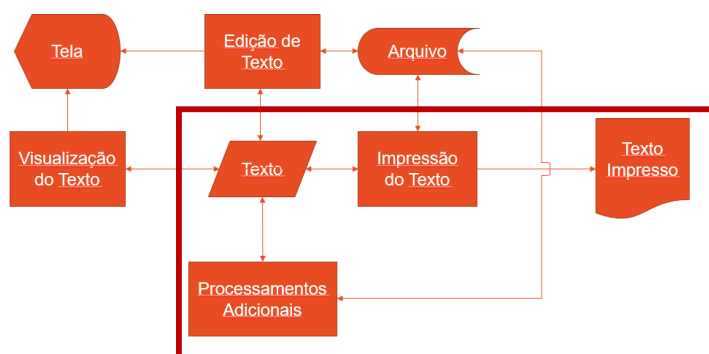 Tela
Edição de
Texto
Arquivo
Visualização
do Texto
Texto
Impressão
do Texto
Texto
Impresso
Processamentos
Adicionais